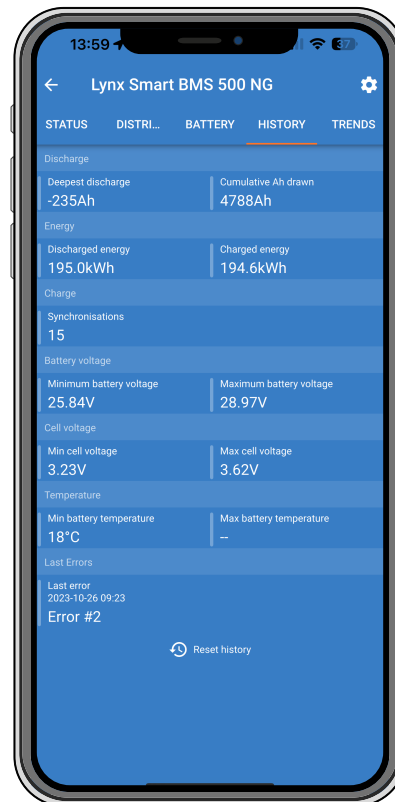 13:59
37
Lynx Smart BMS 500 NG
STATUS DISTRI... BATTERY HISTORY TRENDS
Discharge
Deepest discharge Cumulative Ah drawn
-235Ah 4788Ah
Energy
Discharged energy Charged energy
195.0kWh 194.6kWh
Charge
Synchronisations
15
Battery voltage
Minimum battery voltage Maximum battery voltage
25.84V 28.97V
Cell voltage
Min cell voltage Max cell voltage
3.23V 3.62V
Temperature
Min battery temperature Max battery temperature
18°C --
Last Errors
Last error
2023-10-26 09:23
Error #2
Reset history